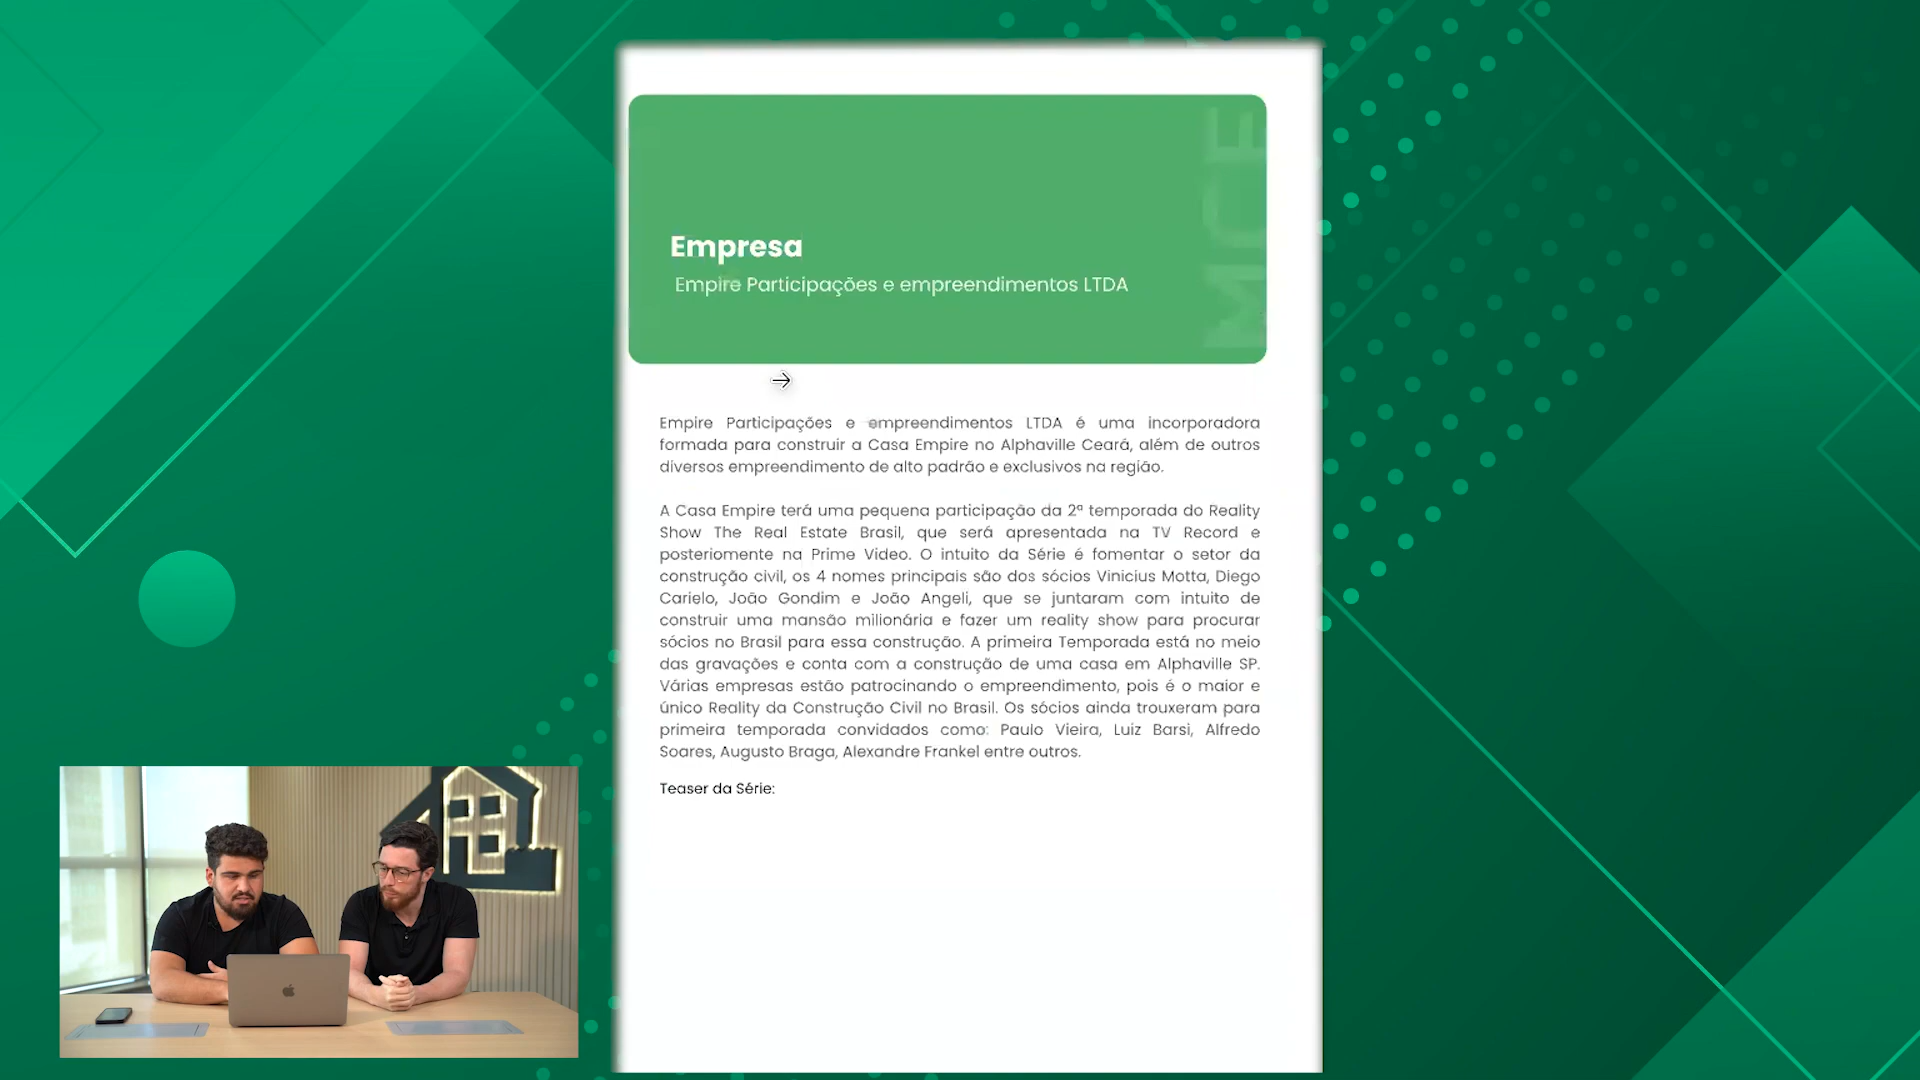 MCE
Empresa
Empire Participações e empreendimentos LTDA
Empire Participações e empreendimentos LTDA é uma incorporadora
formada para construir a Casa Empire no Alphaville Ceará, além de outros
diversos empreendimento de alto padrão e exclusivos na região.
A Casa Empire terá uma pequena participação da 2ª temporada do Reality
Show The Real Estate Brasil, que será apresentada na TV Record e
posteriomente na Prime Video. O intuito da Série é fomentar o setor da
construção civil, os 4 nomes principais são dos sócios Vinicius Motta, Diego
Carielo, João Gondim e João Angeli, que se juntaram com intuito de
construir uma mansão milionária e fazer um reality show para procurar
sócios no Brasil para essa construção. A primeira Temporada está no meio
das gravações e conta com a construção de uma casa em Alphaville SP.
Várias empresas estão patrocinando o empreendimento, pois é o maior e
único Reality da Construção Civil no Brasil. Os sócios ainda trouxeram para
primeira temporada convidados como: Paulo Vieira, Luiz Barsi, Alfredo
Soares, Augusto Braga, Alexandre Frankel entre outros.
Teaser da Série: